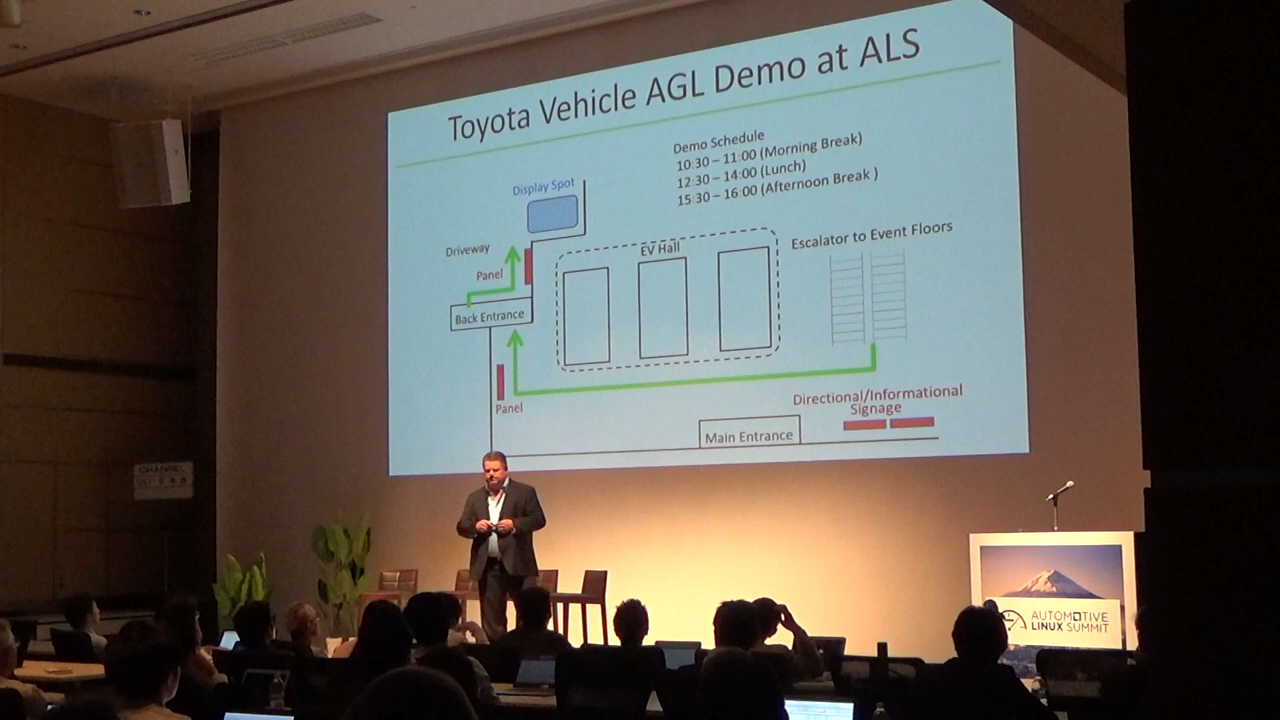 Toyota Vehicle AGL Demo at ALS
Demo Schedule
10:30 – 11:00 (Morning Break)
12:30 – 14:00 (Lunch)
15:30 – 16:00 (Afternoon Break )
Display Spot
Driveway
Panel
Back Entrance
EV Hall
Escalator to Event Floors
Panel
Directional/Informational
Signage
Main Entrance
CHANNEL
AUTOMOTIVE
LINUX SUMMIT